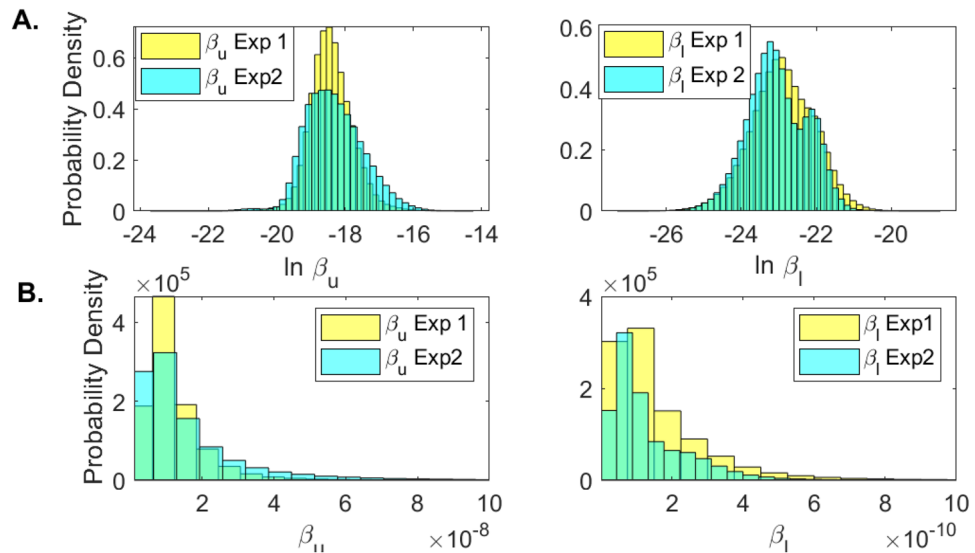 A.
Probability Density
0.6
0.4
0.2
0
β_u Exp 1
β_u Exp2
-24 -22 -20 -18 -16 -14
ln β_u
0.6
0.4
0.2
0
β_l Exp 1
β_l Exp 2
-26 -24 -22 -20
ln β_l
B.
Probability Density
×10^5
4
2
0
β_u Exp 1
β_u Exp2
2 4 6 8 10
β_u
×10^-8
×10^5
4
3
2
1
0
β_l Exp1
β_l Exp2
2 4 6 8 10
β_l
×10^-10